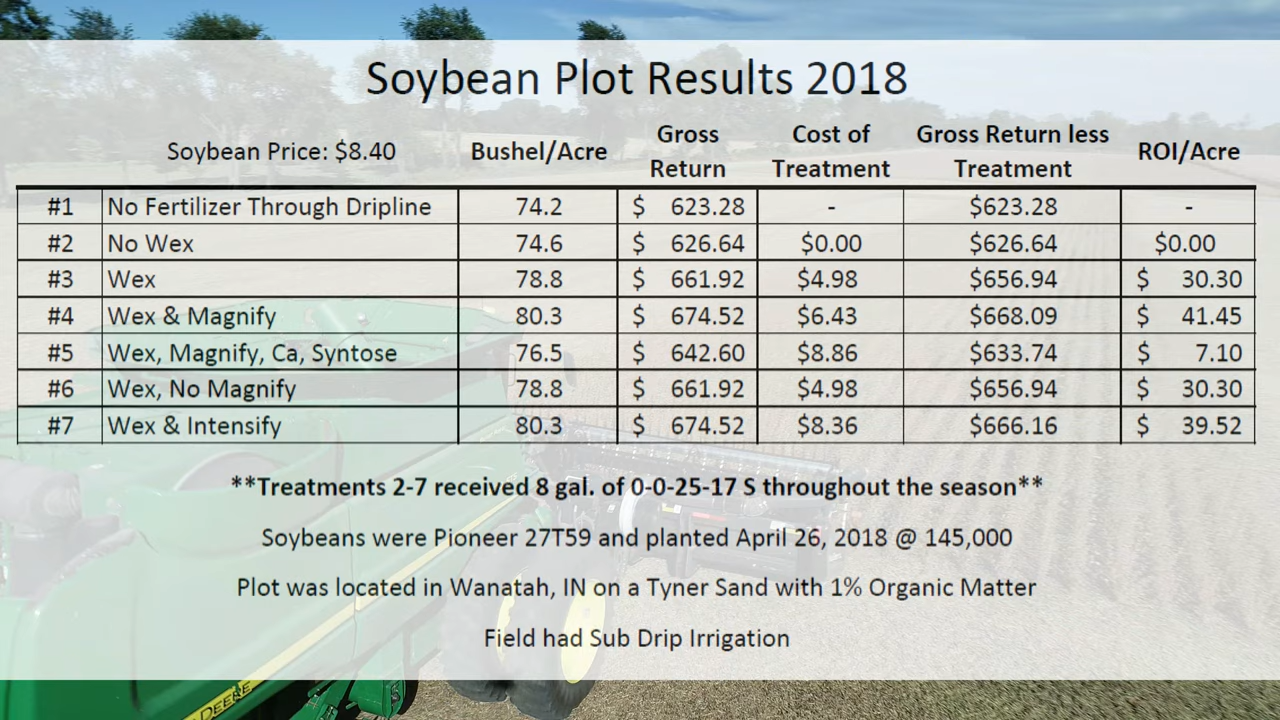 Soybean Plot Results 2018
Soybean Price: $8.40 Bushel/Acre Gross Return Cost of Treatment Gross Return less Treatment ROI/Acre
#1 No Fertilizer Through Dripline 74.2 $ 623.28 - $623.28 -
#2 No Wex 74.6 $ 626.64 $0.00 $626.64 $0.00
#3 Wex 78.8 $ 661.92 $4.98 $656.94 $ 30.30
#4 Wex & Magnify 80.3 $ 674.52 $6.43 $668.09 $ 41.45
#5 Wex, Magnify, Ca, Syntose 76.5 $ 642.60 $8.86 $633.74 $ 7.10
#6 Wex, No Magnify 78.8 $ 661.92 $4.98 $656.94 $ 30.30
#7 Wex & Intensify 80.3 $ 674.52 $8.36 $666.16 $ 39.52
**Treatments 2-7 received 8 gal. of 0-0-25-17 S throughout the season**
Soybeans were Pioneer 27T59 and planted April 26, 2018 @ 145,000
Plot was located in Wanatah, IN on a Tyner Sand with 1% Organic Matter
Field had Sub Drip Irrigation
DEERE